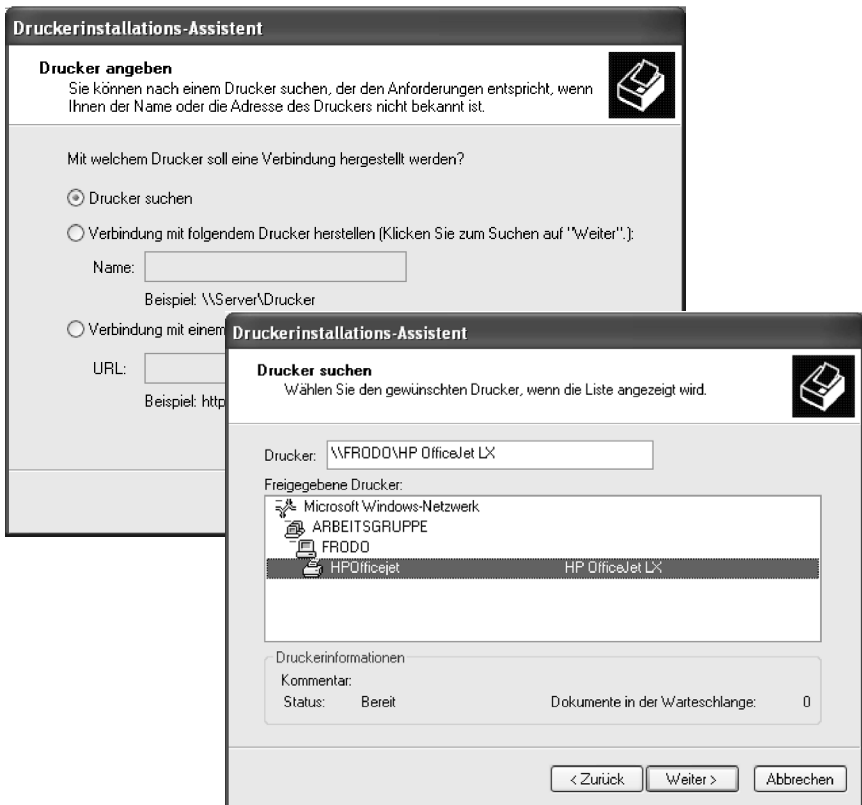 Druckerinstallations-Assistent
Drucker angeben
Sie können nach einem Drucker suchen, der den Anforderungen entspricht, wenn
Ihnen der Name oder die Adresse des Druckers nicht bekannt ist.
Mit welchem Drucker soll eine Verbindung hergestellt werden?
Drucker suchen
Verbindung mit folgendem Drucker herstellen (Klicken Sie zum Suchen auf "Weiter".):
Name:
Beispiel: \\Server\Drucker
Verbindung mit einem
URL:
Beispiel: http
Druckerinstallations-Assistent
Drucker suchen
Wählen Sie den gewünschten Drucker, wenn die Liste angezeigt wird.
Drucker: \\FRODO\HP OfficeJet LX
Freigegebene Drucker:
Microsoft Windows-Netzwerk
ARBEITSGRUPPE
FRODO
HPOfficejet HP OfficeJet LX
Druckerinformationen
Kommentar:
Status: Bereit Dokumente in der Warteschlange: 0
< Zurück Weiter > Abbrechen